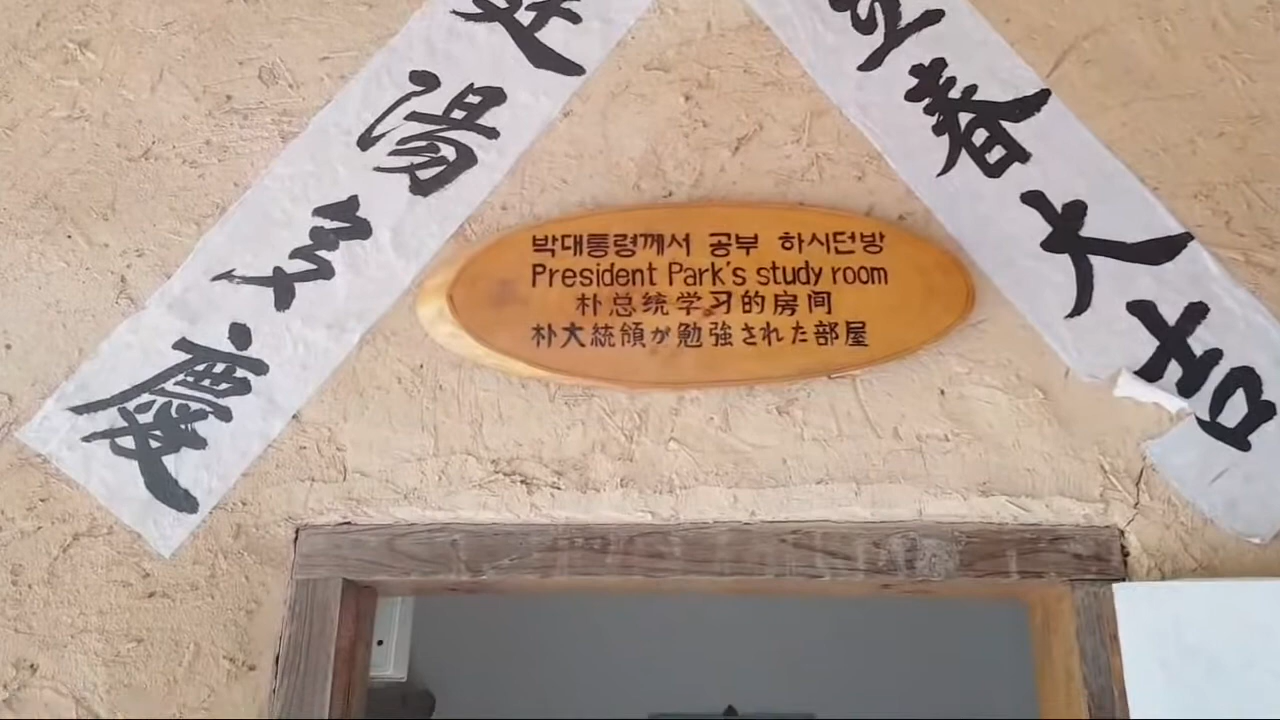 建陽多慶
立春大吉
박대통령께서 공부 하시던방
President Park's study room
朴总统学习的房间
朴大統領が勉強された部屋